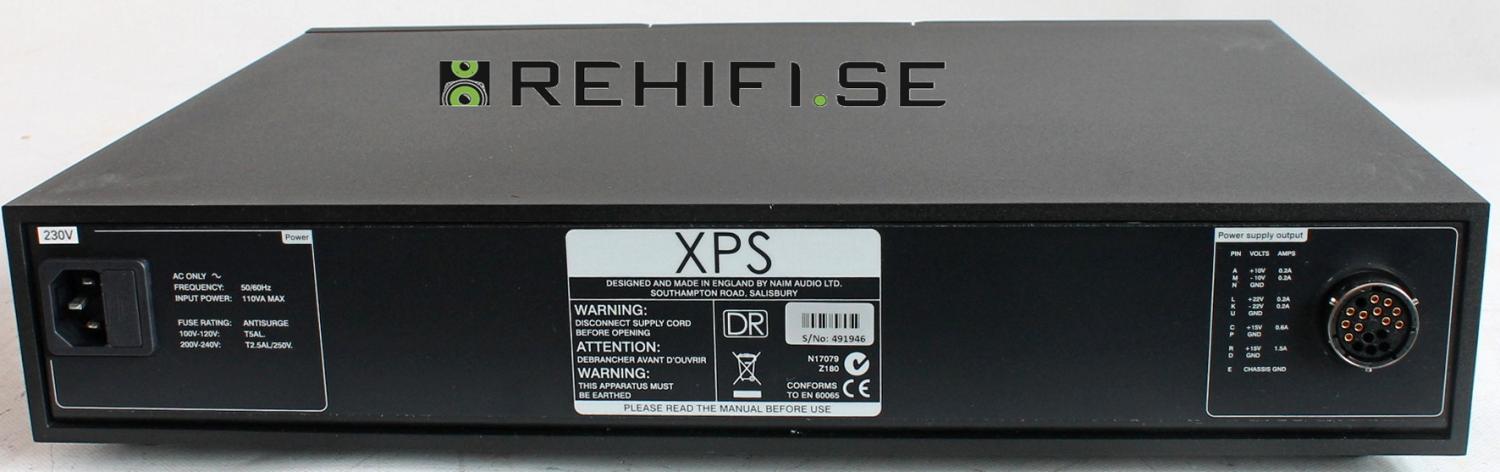 REHIFI.SE
230V
Power
AC ONLY ~
FREQUENCY: 50/60Hz
INPUT POWER: 110VA MAX
FUSE RATING: ANTISURGE
100V-120V: T5AL.
200V-240V: T2.5AL/250V.
XPS
DESIGNED AND MADE IN ENGLAND BY NAIM AUDIO LTD.
SOUTHAMPTON ROAD, SALISBURY
WARNING:
DISCONNECT SUPPLY CORD
BEFORE OPENING
ATTENTION:
DEBRANCHER AVANT D'OUVRIR
WARNING:
THIS APPARATUS MUST
BE EARTHED
DR
S/No: 491946
N17079
Z180
CONFORMS
TO EN 60065 CE
PLEASE READ THE MANUAL BEFORE USE
Power supply output
PIN VOLTS AMPS
A +10V 0.2A
M -10V 0.2A
N GND
L +22V 0.2A
K -22V 0.2A
U GND
C +15V 0.6A
P GND
R +15V 1.5A
D GND
E CHASSIS GND